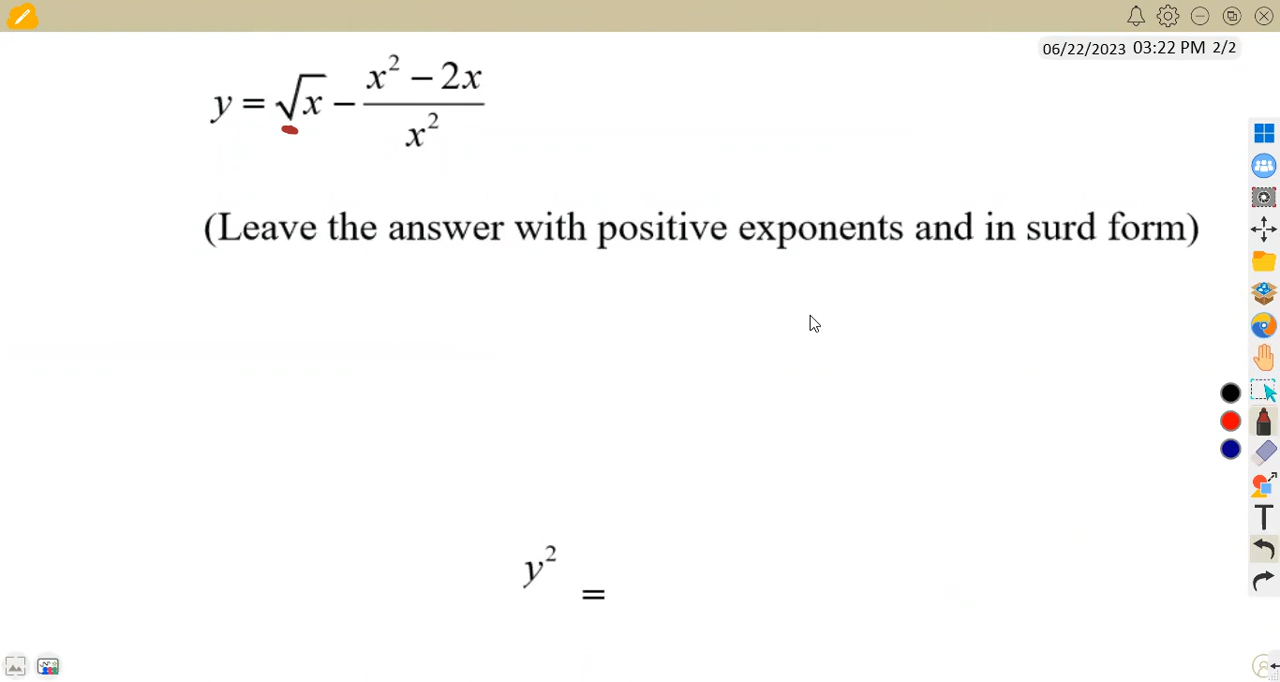 06/22/2023 03:22 PM 2/2
y = √x − (x² − 2x)/x²
(Leave the answer with positive exponents and in surd form)
y² =